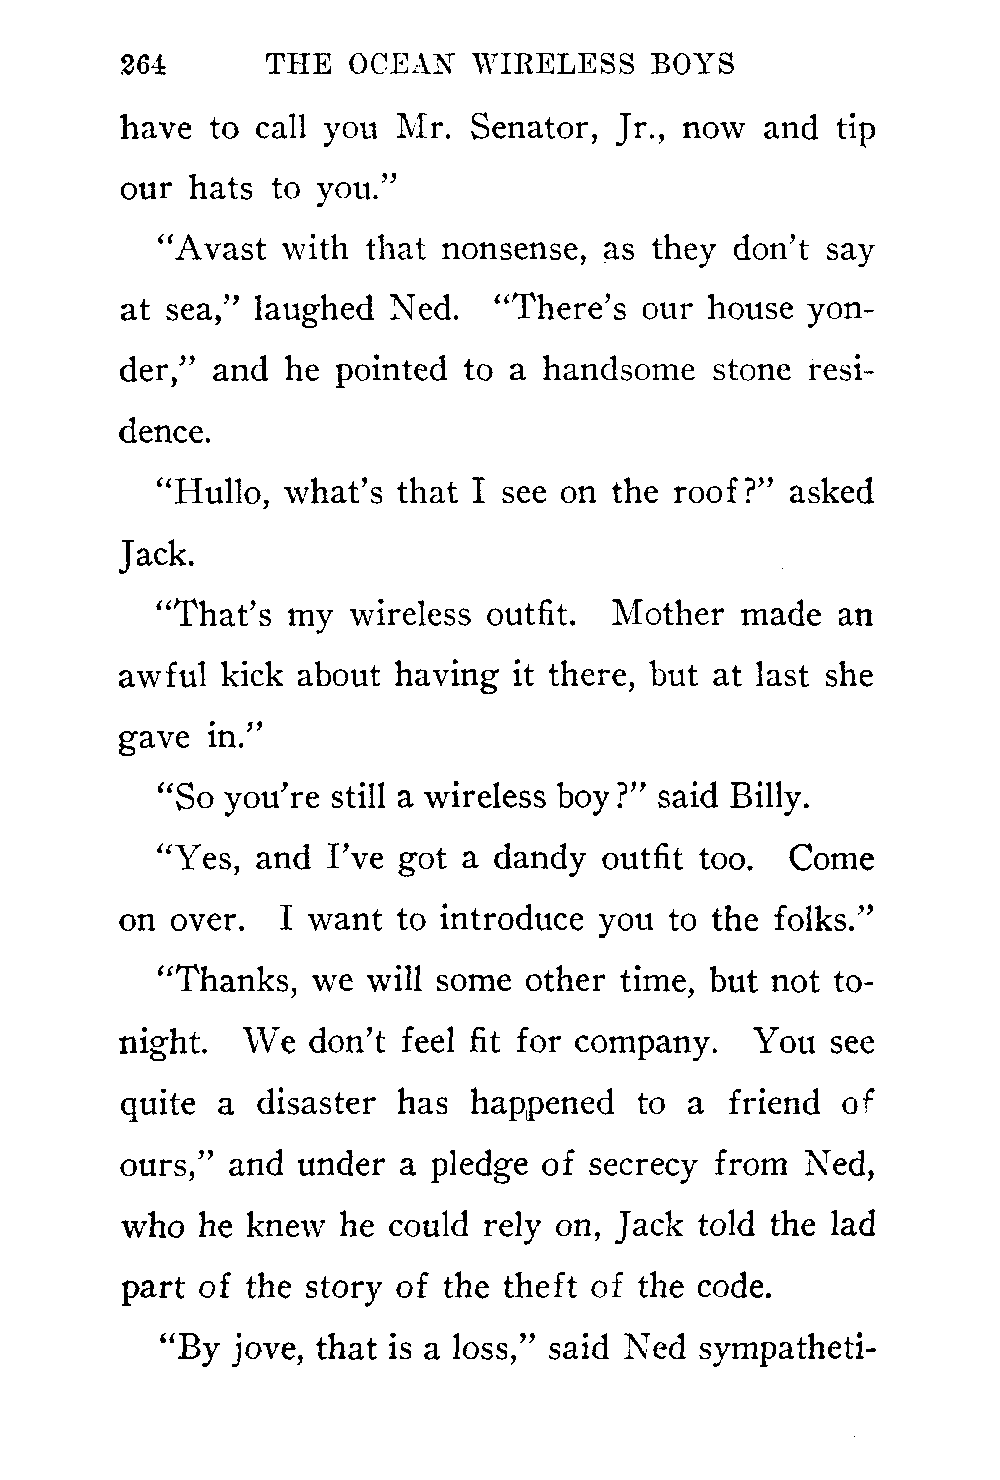 264 THE OCEAN WIRELESS BOYS
have to call you Mr. Senator, Jr., now and tip
our hats to you.”
“Avast with that nonsense, as they don’t say
at sea,” laughed Ned. “There’s our house yon-
der,” and he pointed to a handsome stone resi-
dence.
“Hullo, what’s that I see on the roof?” asked
Jack.
“That’s my wireless outfit. Mother made an
awful kick about having it there, but at last she
gave in.”
“So you’re still a wireless boy?” said Billy.
“Yes, and I’ve got a dandy outfit too. Come
on over. I want to introduce you to the folks.”
“Thanks, we will some other time, but not to-
night. We don’t feel fit for company. You see
quite a disaster has happened to a friend of
ours,” and under a pledge of secrecy from Ned,
who he knew he could rely on, Jack told the lad
part of the story of the theft of the code.
“By jove, that is a loss,” said Ned sympatheti-